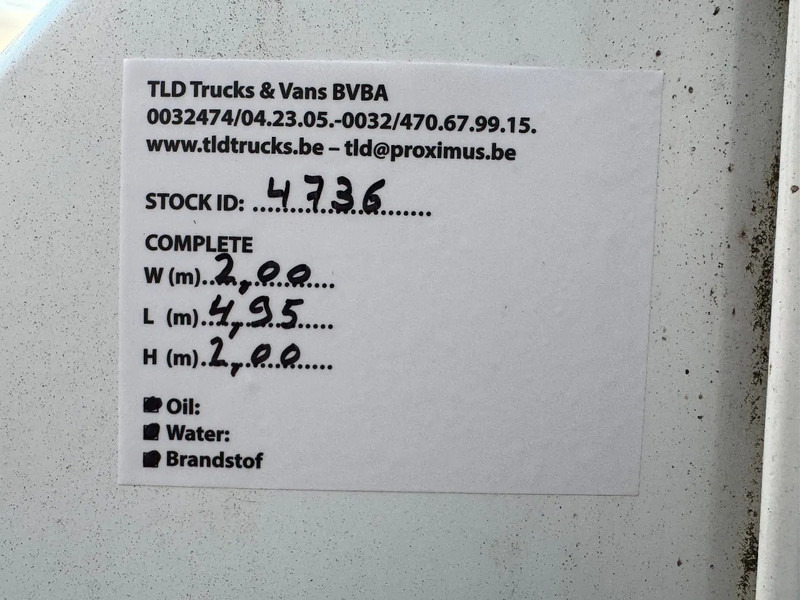 TLD Trucks & Vans BVBA
0032474/04.23.05.-0032/470.67.99.15.
www.tldtrucks.be – tld@proximus.be
STOCK ID: 4736
COMPLETE
W (m)..2,00.....
L (m)..4,95.....
H (m)..2,00.....
Oil:
Water:
Brandstof